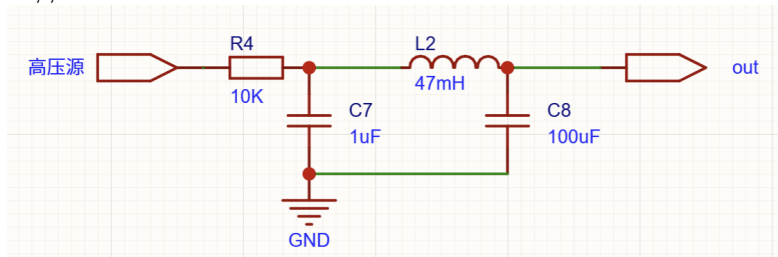 R4
L2
高压源
out
10K
47mH
C7
C8
1uF
100uF
GND